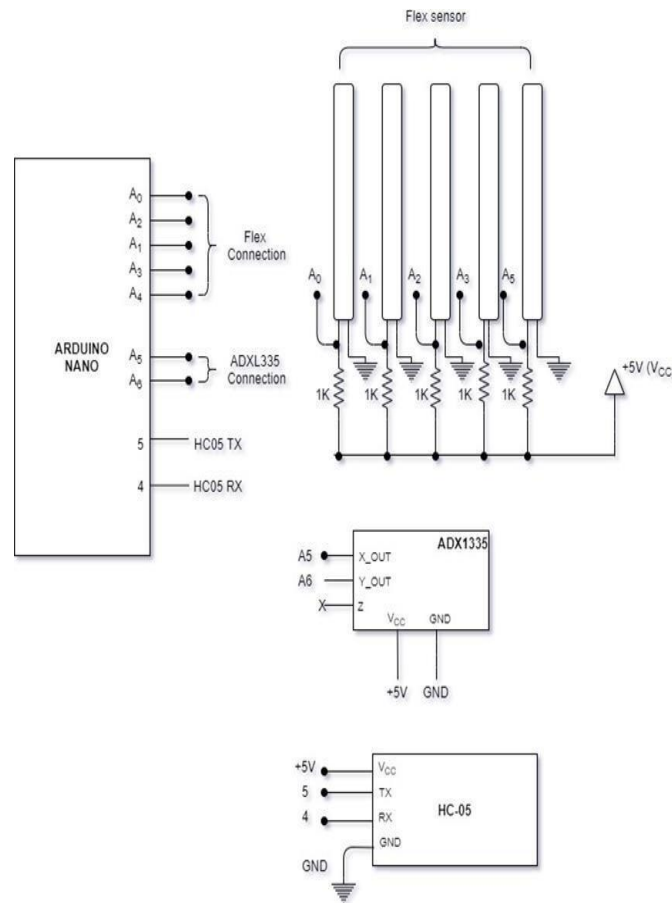 Flex sensor
A₀
A₂
A₁
A₃
A₄
Flex
Connection
ARDUINO
NANO
A₅
A₆
ADXL335
Connection
5
HC05 TX
4
HC05 RX
A₀
A₁
A₂
A₃
A₅
1K
1K
1K
1K
1K
+5V (VCC
ADX1335
A5
X_OUT
A6
Y_OUT
X
Z
VCC
GND
+5V
GND
HC-05
+5V
VCC
5
TX
4
RX
GND
GND